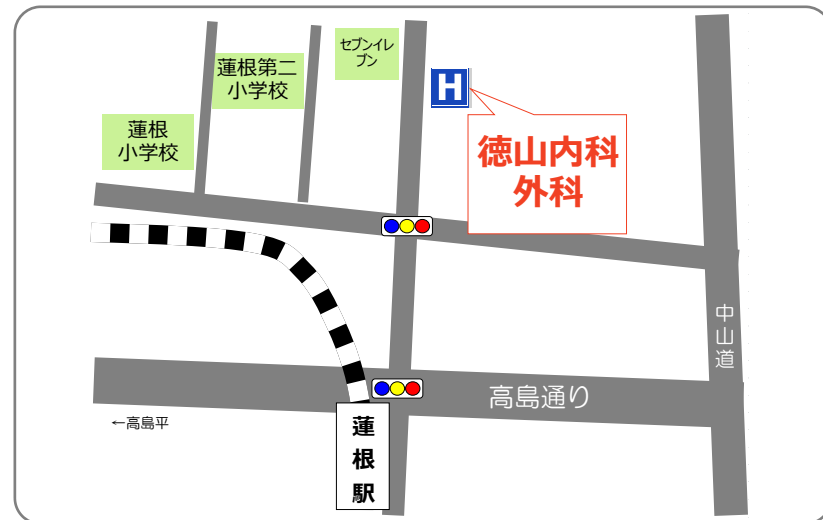 セブンイレ
ブン
蓮根第二
小学校
蓮根
小学校
H
徳山内科
外科
中山道
高島通り
←高島平
蓮根駅